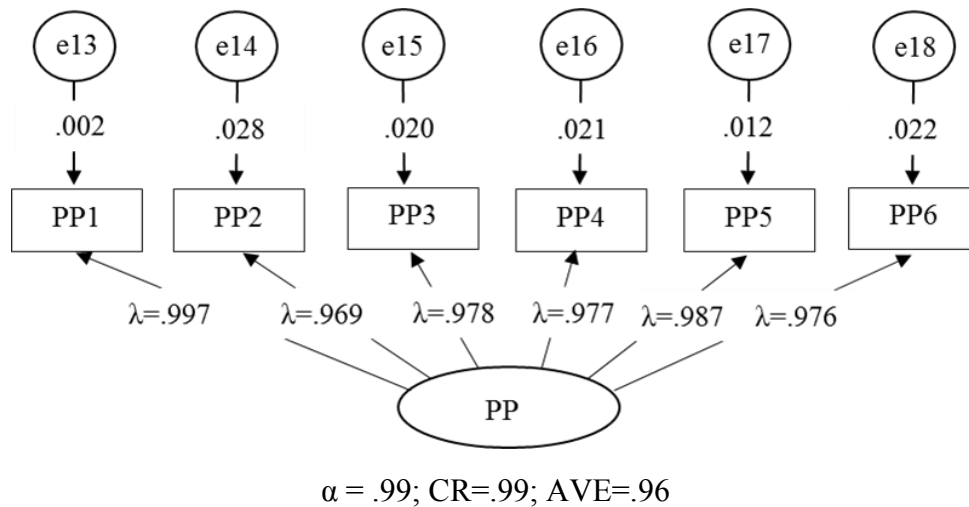 e13 e14 e15 e16 e17 e18
.002 .028 .020 .021 .012 .022
PP1 PP2 PP3 PP4 PP5 PP6
λ=.997 λ=.969 λ=.978 λ=.977 λ=.987 λ=.976
PP
α = .99; CR=.99; AVE=.96